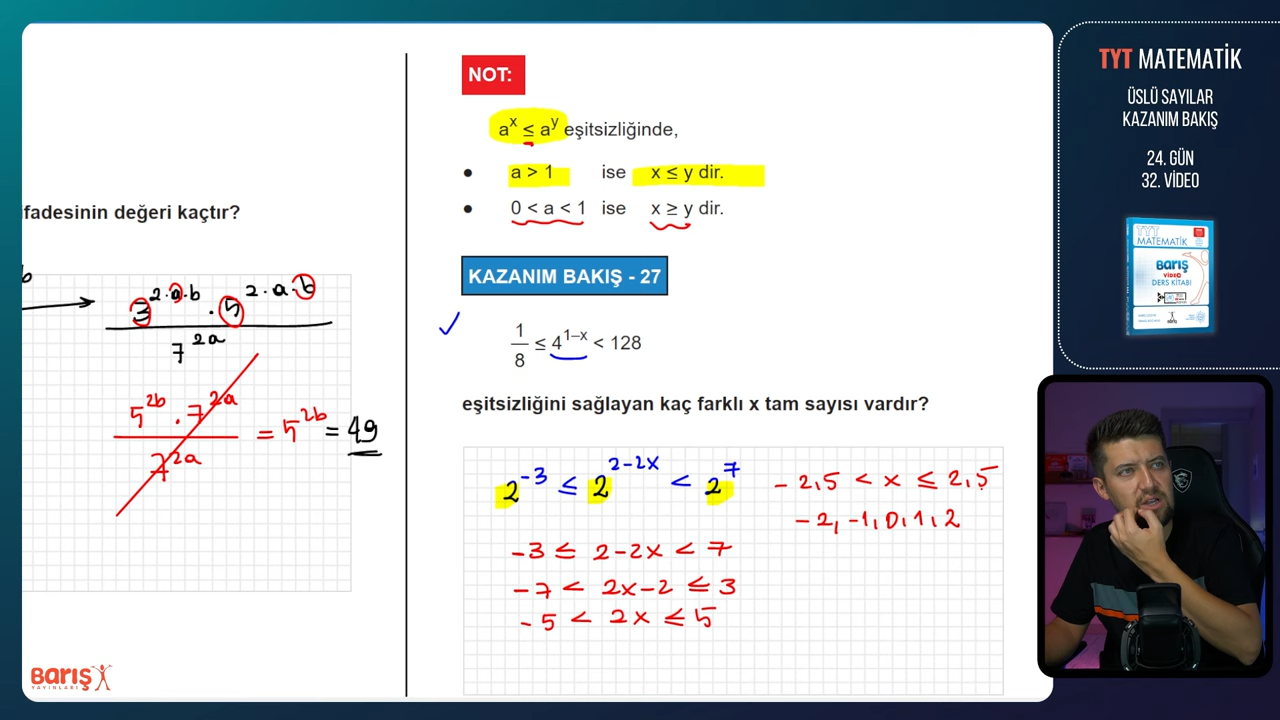 fadesinin değeri kaçtır?
3^2·a·b · 5^2·a·b
7^2a
5^2b · 7^2a
7^2a
= 5^2b = 49
BARIŞ
YAYINLARI
NOT:
a^x ≤ a^y eşitsizliğinde,
• a > 1 ise x ≤ y dir.
• 0 < a < 1 ise x ≥ y dir.
KAZANIM BAKIŞ - 27
1/8 ≤ 4^1–x < 128
eşitsizliğini sağlayan kaç farklı x tam sayısı vardır?
2^-3 ≤ 2^2-2x < 2^7
-3 ≤ 2-2x < 7
-7 < 2x-2 ≤ 3
-5 < 2x ≤ 5
-2,5 < x ≤ 2,5
-2, -1, 0, 1, 2
TYT MATEMATİK
ÜSLÜ SAYILAR
KAZANIM BAKIŞ
24. GÜN
32. VİDEO
TYT
MATEMATİK
BARIŞ
VİDEO
DERS KİTABI